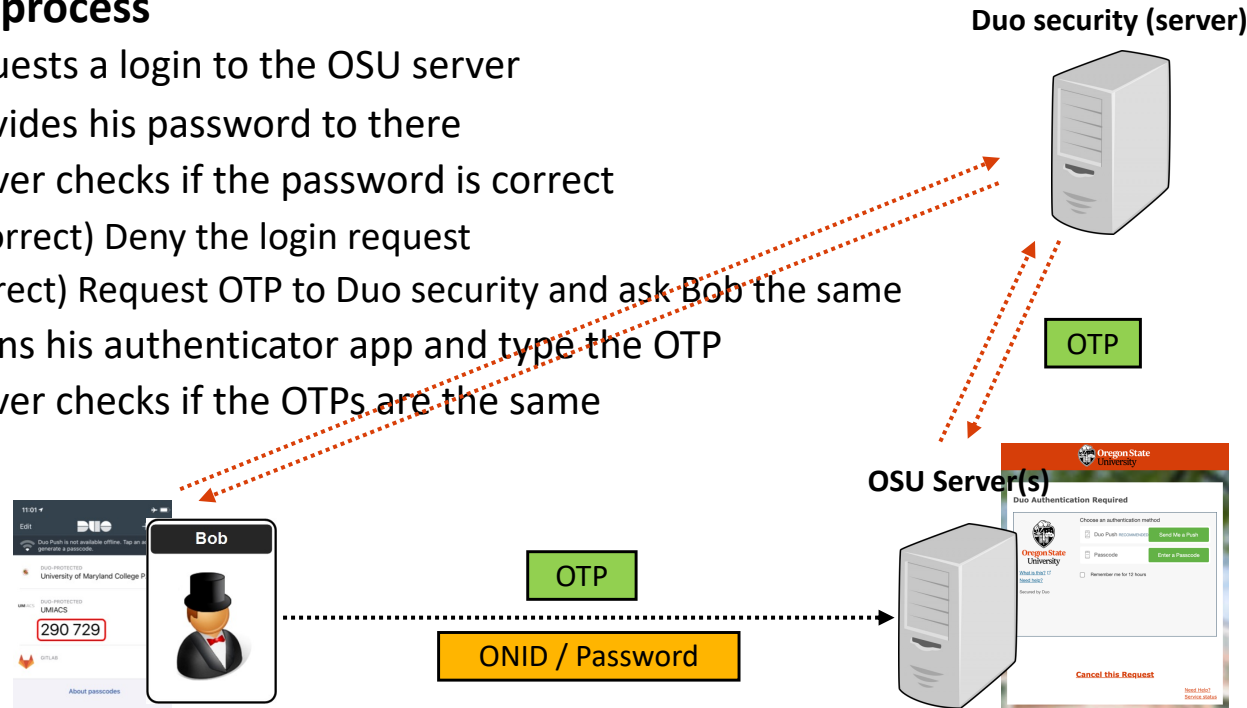 process
Duo security (server)
uests a login to the OSU server
vides his password to there
ver checks if the password is correct
orrect) Deny the login request
rect) Request OTP to Duo security and ask Bob the same
ns his authenticator app and type the OTP
ver checks if the OTPs are the same
OTP
OSU Server(s)
Oregon State
University
Duo Authentication Required
Choose an authentication method
Duo Push RECOMMENDED
Send Me a Push
Oregon State
University
Passcode
Enter a Passcode
What is this?
Need help?
Remember me for 12 hours
Secured by Duo
Cancel this Request
Need Help?
Service status
11:01
Edit
DUO
Duo Push is not available offline. Tap an a
generate a passcode.
DUO-PROTECTED
University of Maryland College P
DUO-PROTECTED
UMIACS
290 729
GITLAB
About passcodes
Bob
OTP
ONID / Password